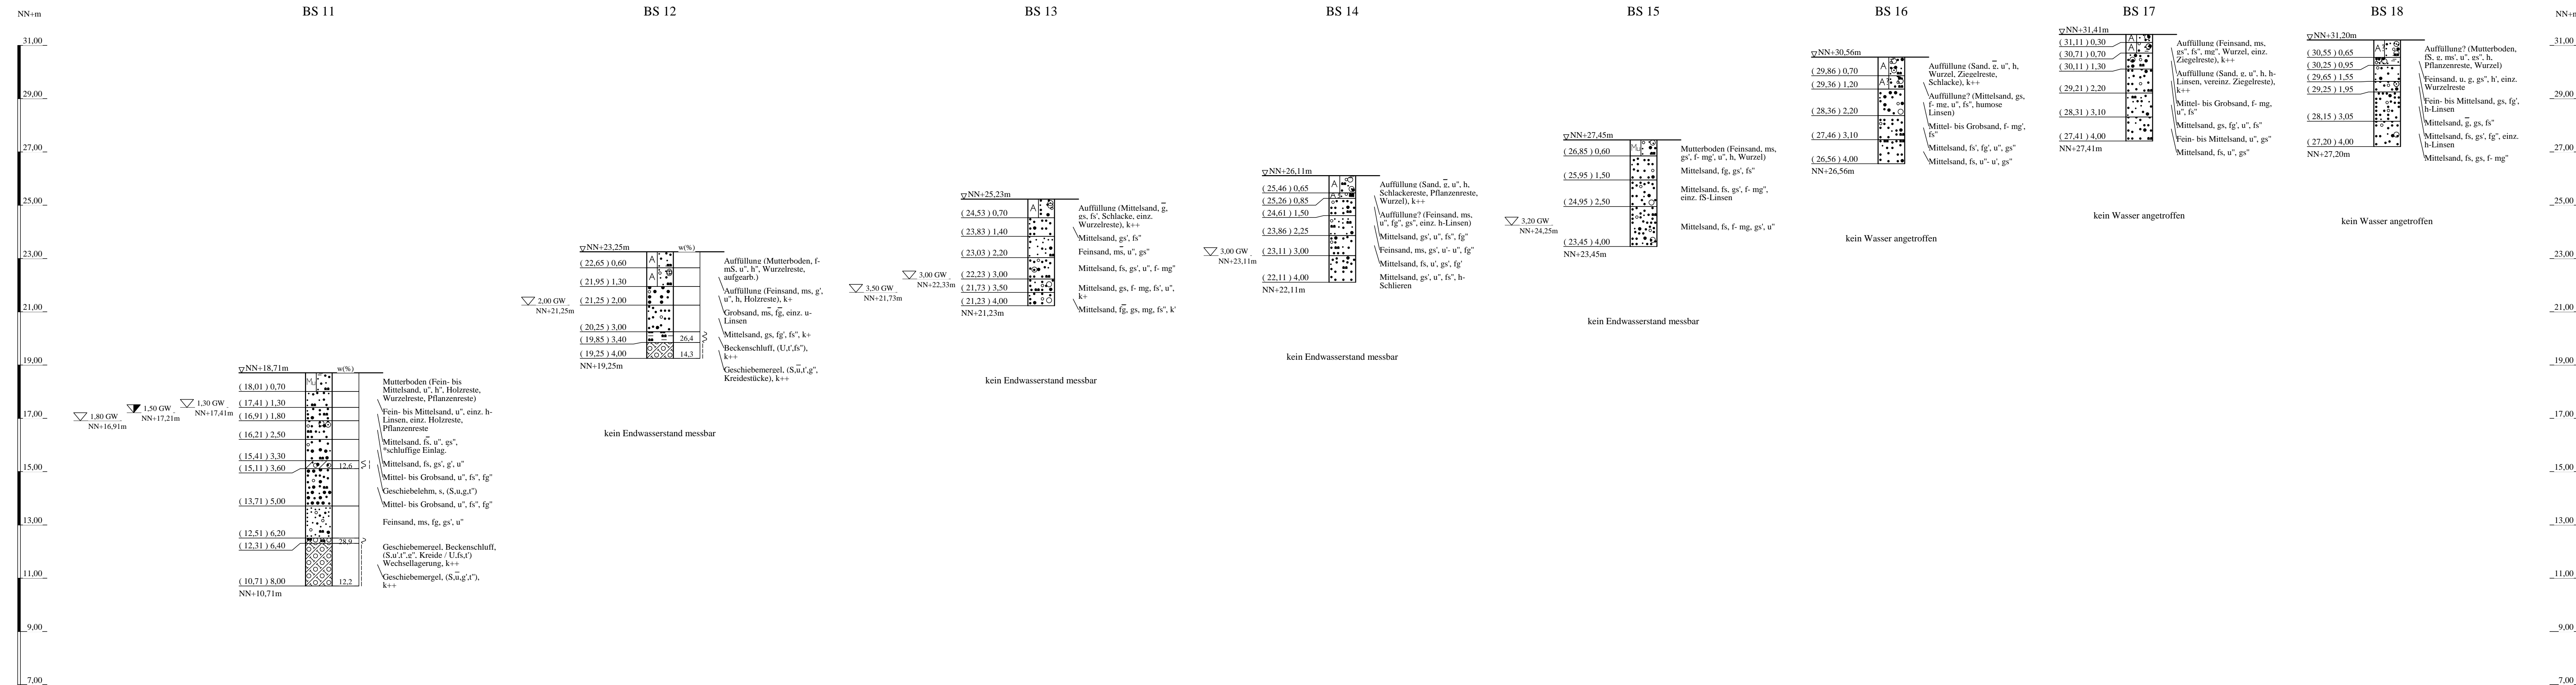 NN+m
BS 11
BS 12
BS 13
BS 14
BS 15
BS 16
BS 17
BS 18
31,00
29,00
27,00
25,00
23,00
21,00
19,00
17,00
15,00
13,00
11,00
9,00
7,00
NN+18,71m
w(%)
Mu
( 18,01 ) 0,70
( 17,41 ) 1,30
( 16,91 ) 1,80
( 16,21 ) 2,50
( 15,41 ) 3,30
( 15,11 ) 3,60
( 13,71 ) 5,00
( 12,51 ) 6,20
( 12,31 ) 6,40
( 10,71 ) 8,00
NN+10,71m
12,6
28,9
12,2
1,80 GW
NN+16,91m
1,50 GW
NN+17,21m
1,30 GW
NN+17,41m
Mutterboden (Fein- bis
Mittelsand, u", h", Holzreste,
Wurzelreste, Pflanzenreste)
Fein- bis Mittelsand, u", einz. h-
Linsen, einz. Holzreste,
Pflanzenreste
Mittelsand, fs̅, u", gs",
*schluffige Einlag.
Mittelsand, fs, gs', g', u"
Mittel- bis Grobsand, u", fs", fg"
Geschiebelehm, s, (S,u,g,t")
Mittel- bis Grobsand, u", fs", fg"
Feinsand, ms, fg, gs', u"
Geschiebemergel, Beckenschluff,
(S,u',t",g", Kreide / U,fs,t')
Wechsellagerung, k++
Geschiebemergel, (S,u̅,g',t"),
k++
NN+23,25m
w(%)
A
A
( 22,65 ) 0,60
( 21,95 ) 1,30
( 21,25 ) 2,00
( 20,25 ) 3,00
( 19,85 ) 3,40
( 19,25 ) 4,00
NN+19,25m
26,4
14,3
2,00 GW
NN+21,25m
Auffüllung (Mutterboden, f-
mS, u", h", Wurzelreste,
aufgearb.)
Auffüllung (Feinsand, ms, g',
u", h, Holzreste), k+
Grobsand, ms̅, fg̅, einz. u-
Linsen
Mittelsand, gs, fg', fs", k+
Beckenschluff, (U,t',fs"),
k++
Geschiebemergel, (S,u̅,t',g",
Kreidestücke), k++
kein Endwasserstand messbar
NN+25,23m
A
( 24,53 ) 0,70
( 23,83 ) 1,40
( 23,03 ) 2,20
( 22,23 ) 3,00
( 21,73 ) 3,50
( 21,23 ) 4,00
NN+21,23m
3,50 GW
NN+21,73m
3,00 GW
NN+22,33m
Auffüllung (Mittelsand, g̅,
gs, fs', Schlacke, einz.
Wurzelreste), k++
Mittelsand, gs', fs"
Feinsand, ms̅, u", gs"
Mittelsand, fs, gs', u", f- mg"
Mittelsand, gs, f- mg, fs', u",
k+
Mittelsand, fg̅, gs, mg, fs", k'
kein Endwasserstand messbar
NN+26,11m
A
( 25,46 ) 0,65
( 25,26 ) 0,85
( 24,61 ) 1,50
( 23,86 ) 2,25
( 23,11 ) 3,00
( 22,11 ) 4,00
NN+22,11m
3,00 GW
NN+23,11m
Auffüllung (Sand, g̅, u", h,
Schlackereste, Pflanzenreste,
Wurzel), k++
Auffüllung? (Feinsand, ms,
u", fg", gs", einz. h-Linsen)
Mittelsand, gs', u", fs", fg"
Feinsand, ms, gs', u'- u", fg"
Mittelsand, fs, u', gs', fg'
Mittelsand, gs', u", fs", h-
Schlieren
kein Endwasserstand messbar
NN+27,45m
Mu
( 26,85 ) 0,60
( 25,95 ) 1,50
( 24,95 ) 2,50
( 23,45 ) 4,00
NN+23,45m
3,20 GW
NN+24,25m
Mutterboden (Feinsand, ms,
gs', f- mg', u", h, Wurzel)
Mittelsand, fg, gs', fs"
Mittelsand, fs, gs', f- mg",
einz. fS-Linsen
Mittelsand, fs, f- mg, gs', u"
kein Endwasserstand messbar
NN+30,56m
A
A?
( 29,86 ) 0,70
( 29,36 ) 1,20
( 28,36 ) 2,20
( 27,46 ) 3,10
( 26,56 ) 4,00
NN+26,56m
Auffüllung (Sand, g̅, u", h,
Wurzel, Ziegelreste,
Schlacke), k++
Auffüllung? (Mittelsand, gs,
f- mg, u", fs", humose
Linsen)
Mittel- bis Grobsand, f- mg',
fs"
Mittelsand, fs', fg', u", gs"
Mittelsand, fs, u"- u', gs"
kein Wasser angetroffen
NN+31,41m
A
A
( 31,11 ) 0,30
( 30,71 ) 0,70
( 30,11 ) 1,30
( 29,21 ) 2,20
( 28,31 ) 3,10
( 27,41 ) 4,00
NN+27,41m
Auffüllung (Feinsand, ms,
gs", fs", mg", Wurzel, einz.
Ziegelreste), k++
Auffüllung (Sand, g, u", h, h-
Linsen, vereinz. Ziegelreste),
k++
Mittel- bis Grobsand, f- mg,
u", fs"
Mittelsand, gs, fg', u", fs"
Fein- bis Mittelsand, u", gs"
Mittelsand, fs, u", gs"
kein Wasser angetroffen
NN+31,20m
A?
( 30,55 ) 0,65
( 30,25 ) 0,95
( 29,65 ) 1,55
( 29,25 ) 1,95
( 28,15 ) 3,05
( 27,20 ) 4,00
NN+27,20m
Auffüllung? (Mutterboden,
fS, g, ms', u", gs", h,
Pflanzenreste, Wurzel)
Feinsand, u, g, gs", h', einz.
Wurzelreste
Fein- bis Mittelsand, gs, fg',
h-Linsen
Mittelsand, g̅, gs, fs"
Mittelsand, fs, gs', fg", einz.
h-Linsen
Mittelsand, fs, gs, f- mg"
kein Wasser angetroffen
NN+m
31,00
29,00
27,00
25,00
23,00
21,00
19,00
17,00
15,00
13,00
11,00
9,00
7,00